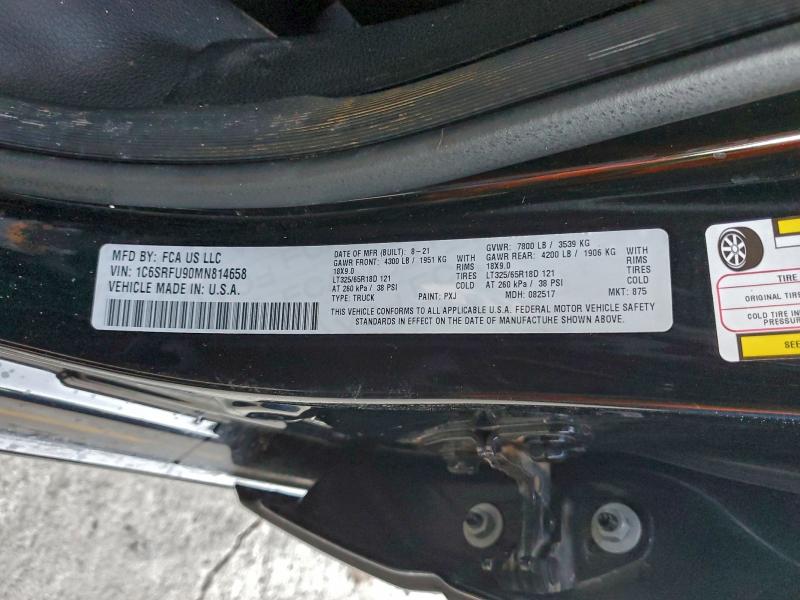 MFD BY: FCA US LLC
VIN: 1C6SRFU90MN814658
VEHICLE MADE IN: U.S.A.
DATE OF MFR (BUILT): 8-21
GAWR FRONT: 4300 LB / 1951 KG WITH
18X9.0 RIMS
LT325/65R18D 121 TIRES
AT 260 kPa / 38 PSI COLD
TYPE: TRUCK PAINT: PXJ
GVWR: 7800 LB / 3539 KG
GAWR REAR: 4200 LB / 1906 KG WITH
18X9.0 RIMS
LT325/65R18D 121 TIRES
AT 260 kPa / 38 PSI COLD
MDH: 082517 MKT: 875
THIS VEHICLE CONFORMS TO ALL APPLICABLE U.S.A. FEDERAL MOTOR VEHICLE SAFETY
STANDARDS IN EFFECT ON THE DATE OF MANUFACTURE SHOWN ABOVE.
TIRE
ORIGINAL TIRE
COLD TIRE IN
PRESSUR
SEE